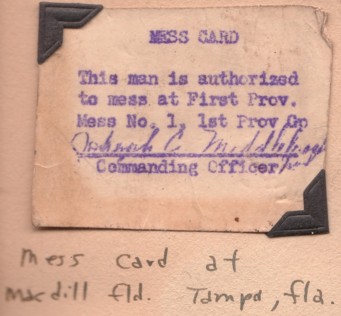 MESS CARD
This man is authorized
to mess at First Prov.
Mess No. 1, 1st Prov Gp
C. Middleb
Commanding Officer
Mess Card at
Macdill fld. Tampa, fla.